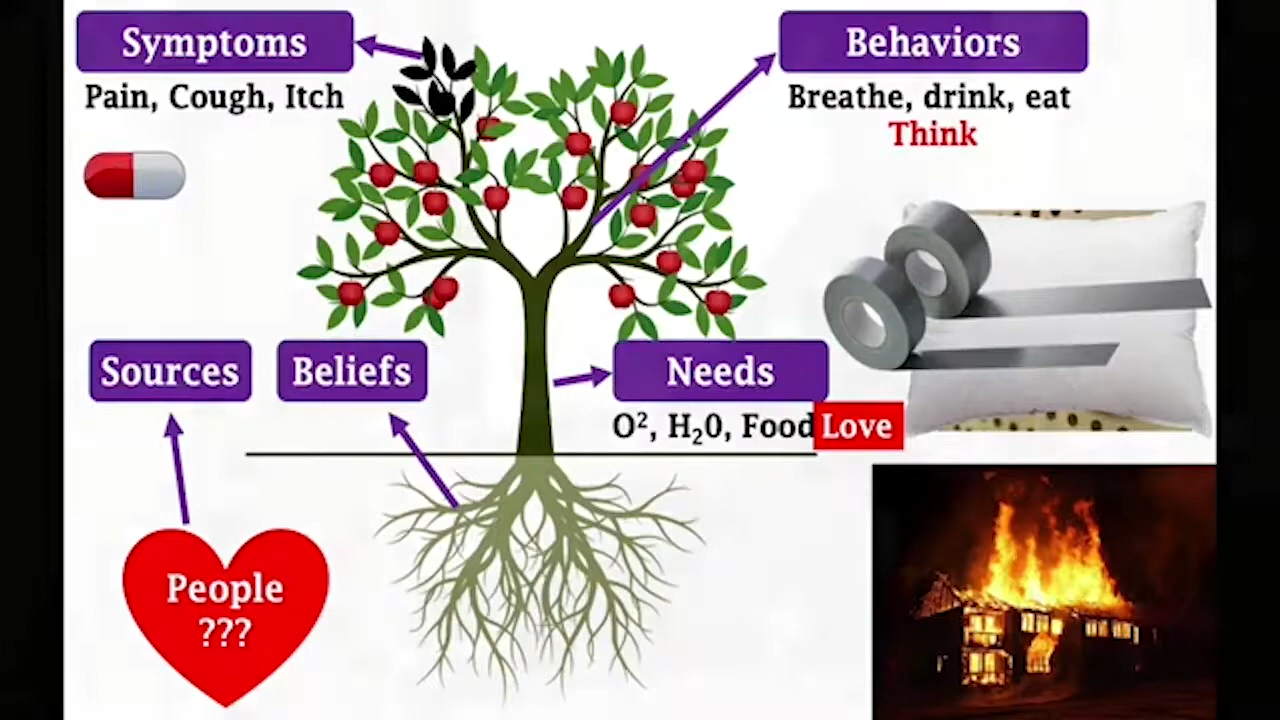 Symptoms
Pain, Cough, Itch
Behaviors
Breathe, drink, eat
Think
Sources
Beliefs
Needs
O², H₂0, Food Love
People
???